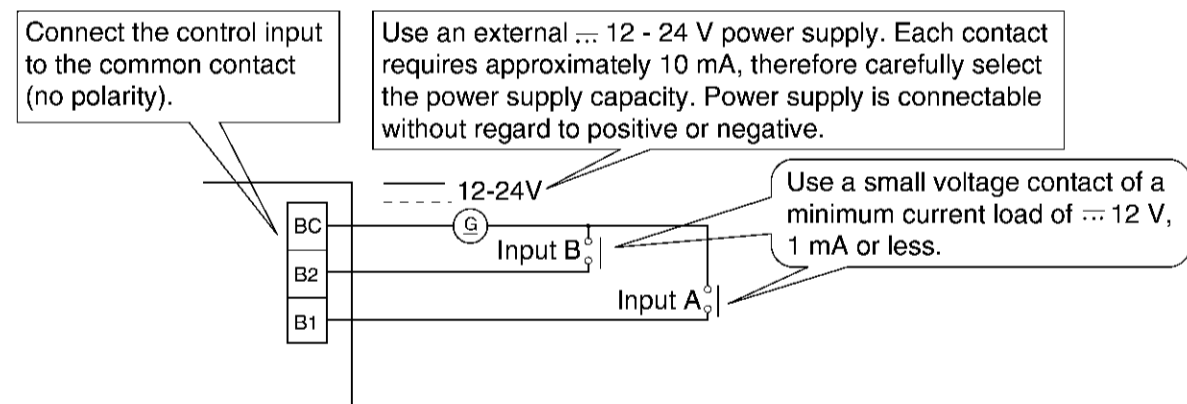 Connect the control input
to the common contact
(no polarity).
Use an external ⎓ 12 - 24 V power supply. Each contact
requires approximately 10 mA, therefore carefully select
the power supply capacity. Power supply is connectable
without regard to positive or negative.
12-24V
Use a small voltage contact of a
minimum current load of ⎓ 12 V,
1 mA or less.
BC
G
Input B
B2
Input A
B1